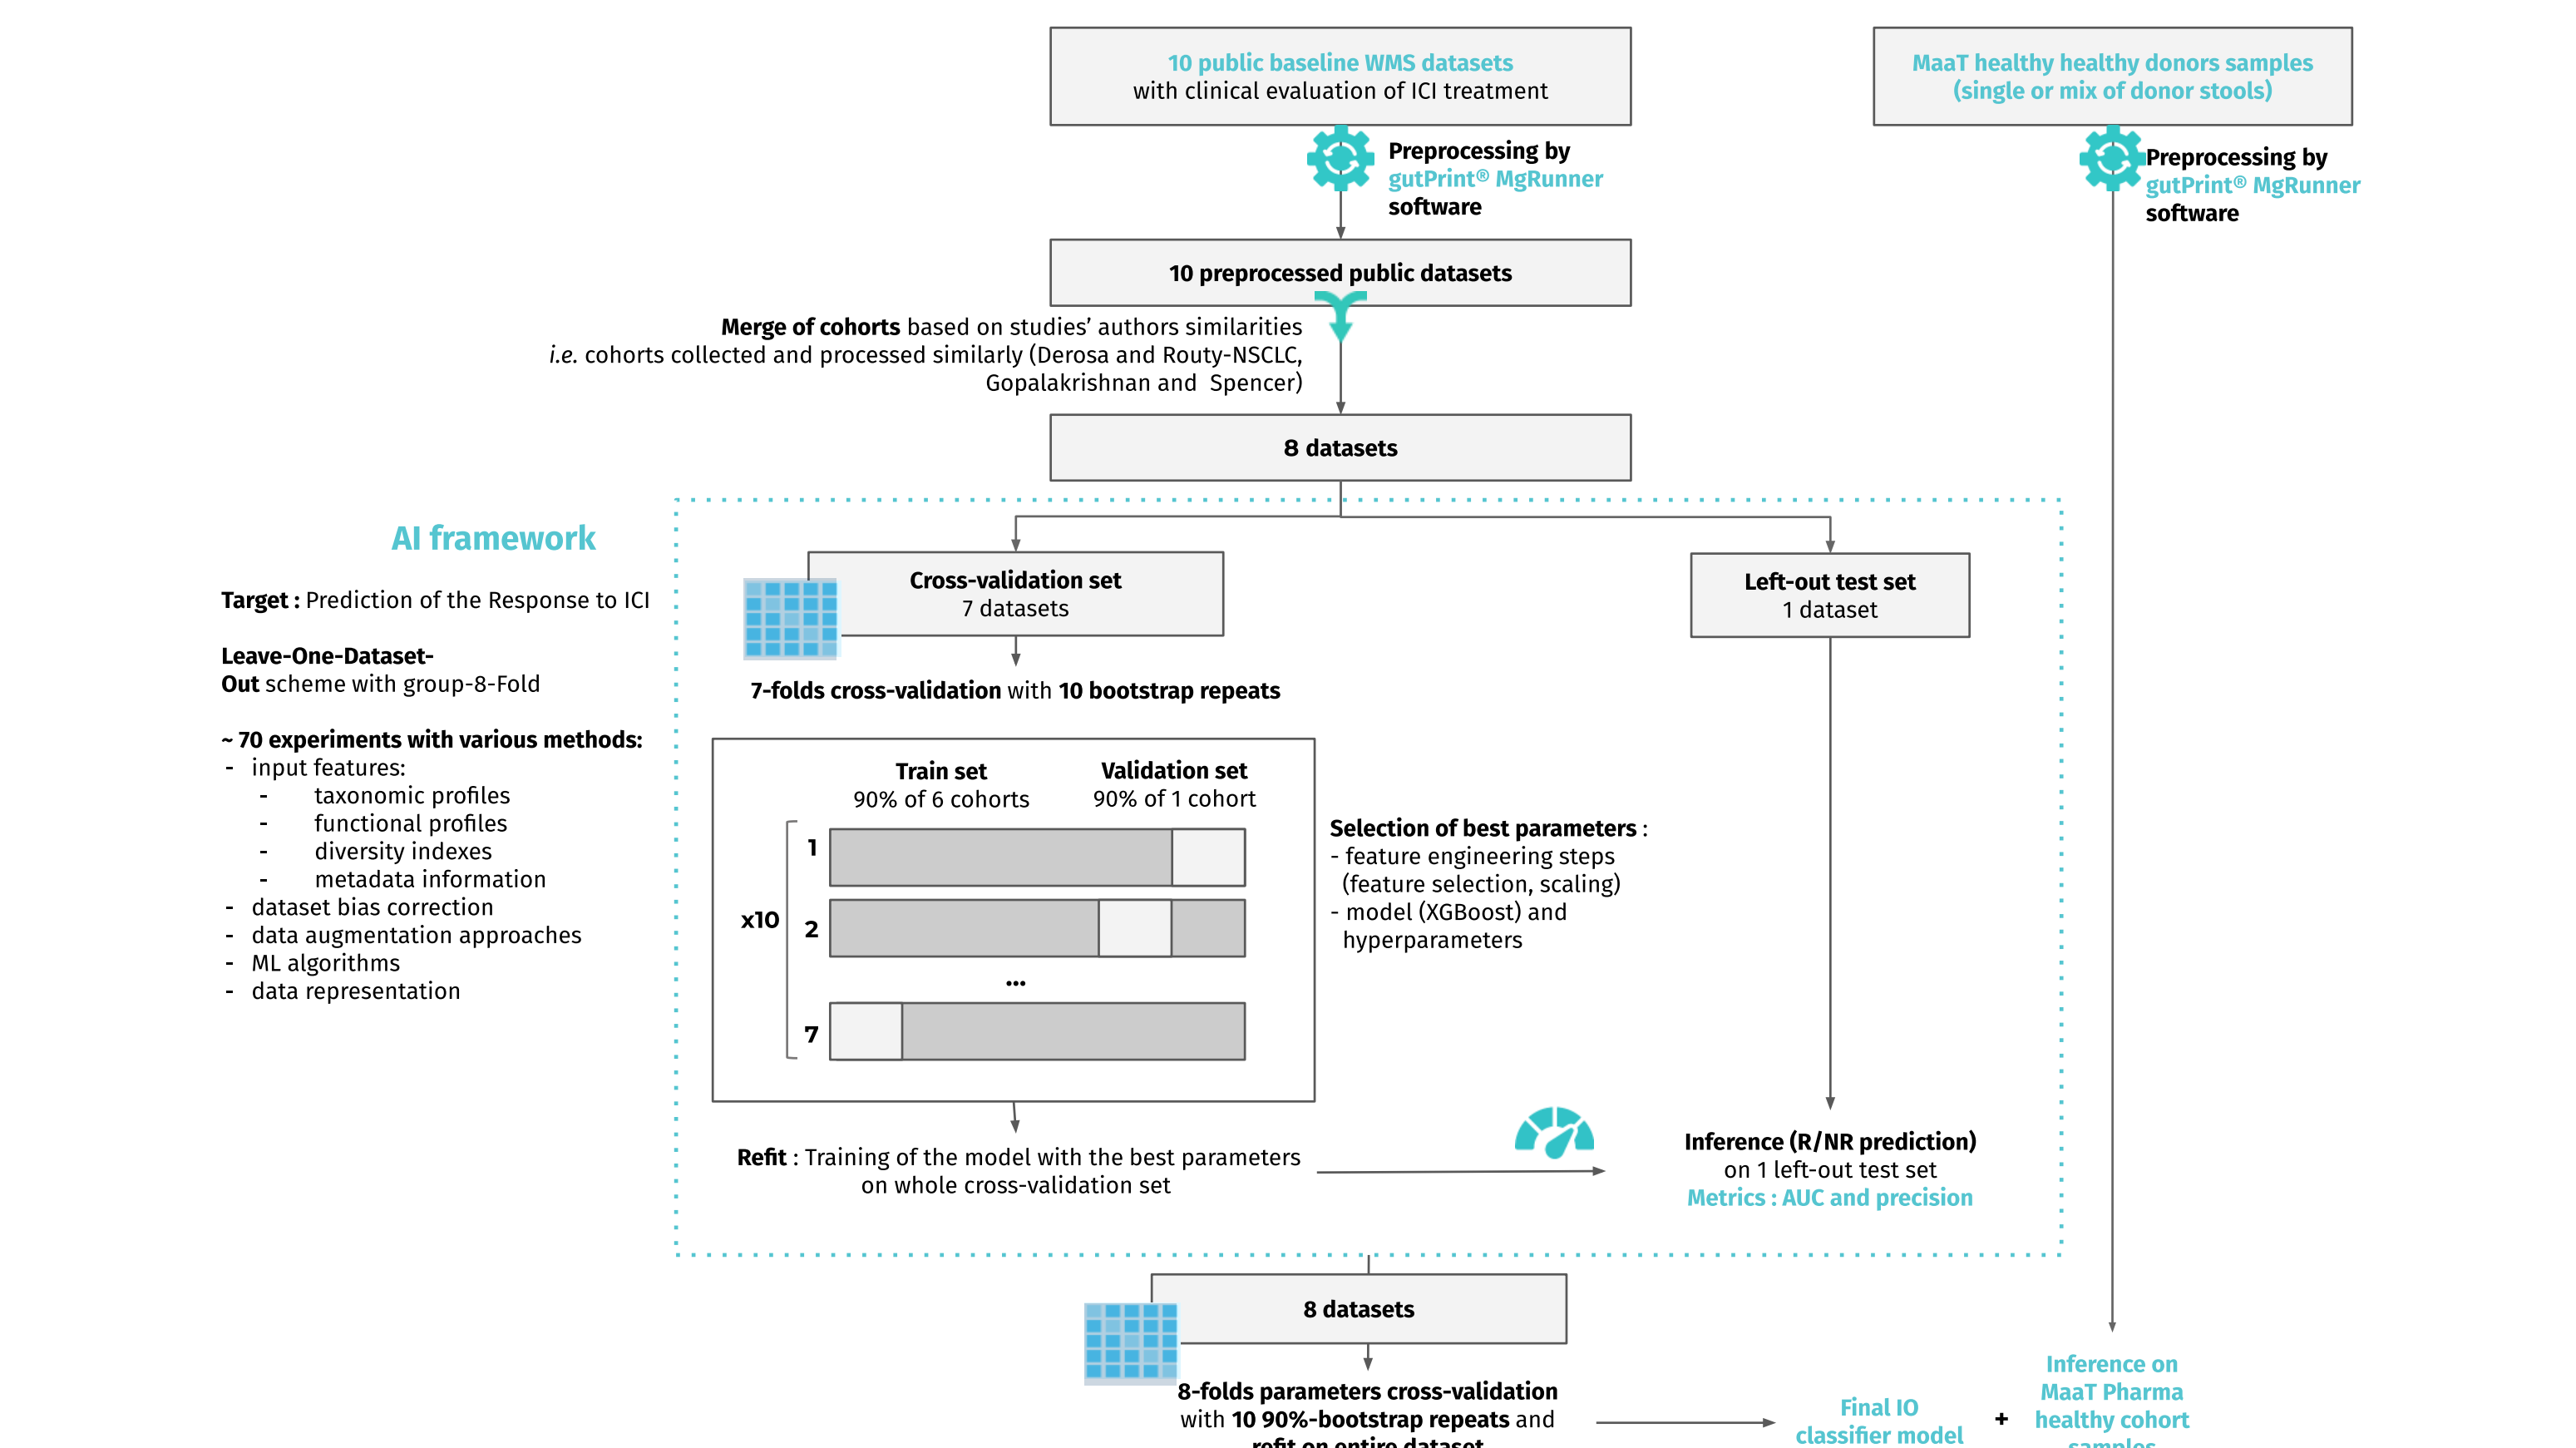 10 public baseline WMS datasets
with clinical evaluation of ICI treatment
MaaT healthy healthy donors samples
(single or mix of donor stools)
Preprocessing by
gutPrint® MgRunner
software
Preprocessing by
gutPrint® MgRunner
software
10 preprocessed public datasets
Merge of cohorts based on studies' authors similarities
i.e. cohorts collected and processed similarly (Derosa and Routy-NSCLC,
Gopalakrishnan and Spencer)
8 datasets
AI framework
Target : Prediction of the Response to ICI
Leave-One-Dataset-
Out scheme with group-8-Fold
~ 70 experiments with various methods:
- input features:
- taxonomic profiles
- functional profiles
- diversity indexes
- metadata information
- dataset bias correction
- data augmentation approaches
- ML algorithms
- data representation
Cross-validation set
7 datasets
Left-out test set
1 dataset
7-folds cross-validation with 10 bootstrap repeats
Train set
90% of 6 cohorts
Validation set
90% of 1 cohort
x10
1
2
...
7
Selection of best parameters :
- feature engineering steps
(feature selection, scaling)
- model (XGBoost) and
hyperparameters
Refit : Training of the model with the best parameters
on whole cross-validation set
Inference (R/NR prediction)
on 1 left-out test set
Metrics : AUC and precision
8 datasets
8-folds parameters cross-validation
with 10 90%-bootstrap repeats and
refit on entire dataset
Final IO
classifier model
+
Inference on
MaaT Pharma
healthy cohort
samples